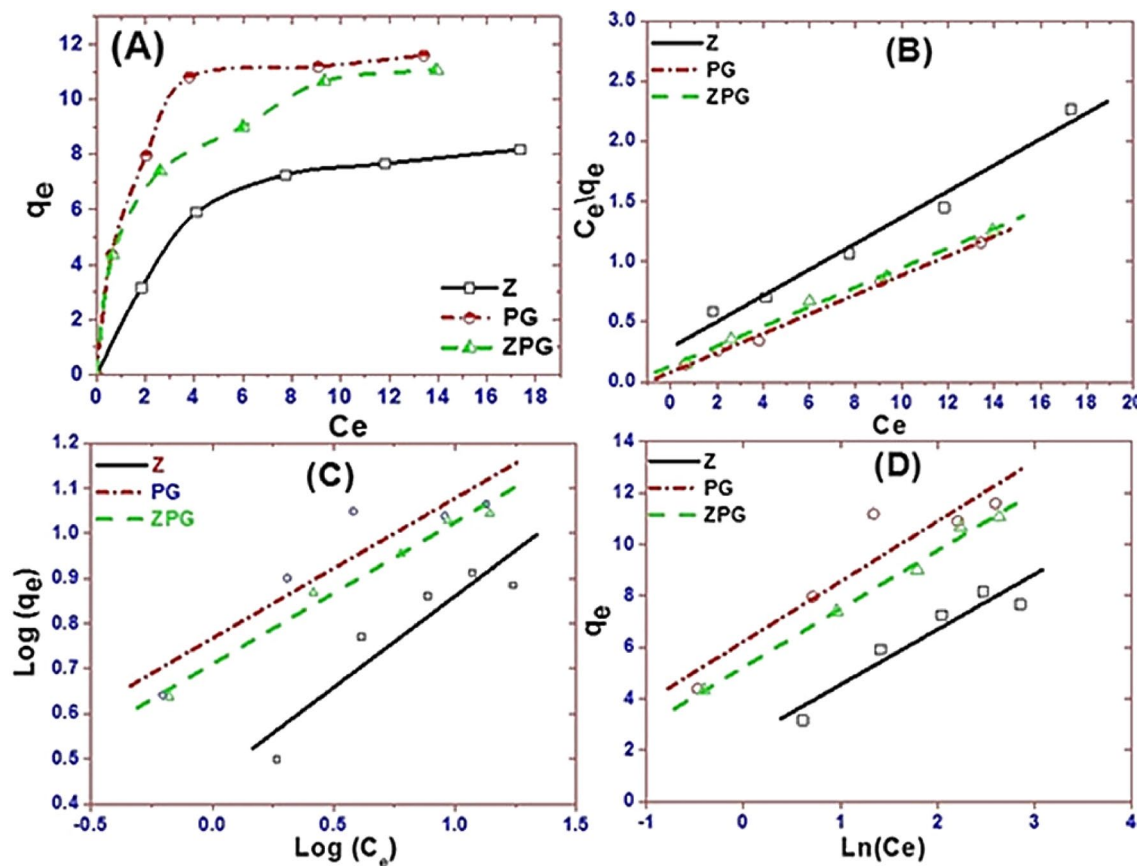 (A)
12
10
8
6
4
2
0
qe
Z
PG
ZPG
0 2 4 6 8 10 12 14 16 18
Ce
(B)
3.0
2.5
2.0
1.5
1.0
0.5
0.0
Ce\qe
Z
PG
ZPG
0 2 4 6 8 10 12 14 16 18 20
Ce
(C)
1.2
1.1
1.0
0.9
0.8
0.7
0.6
0.5
0.4
Log (qe)
Z
PG
ZPG
-0.5 0.0 0.5 1.0 1.5
Log (Ce)
(D)
14
12
10
8
6
4
2
0
qe
Z
PG
ZPG
-1 0 1 2 3 4
Ln(Ce)